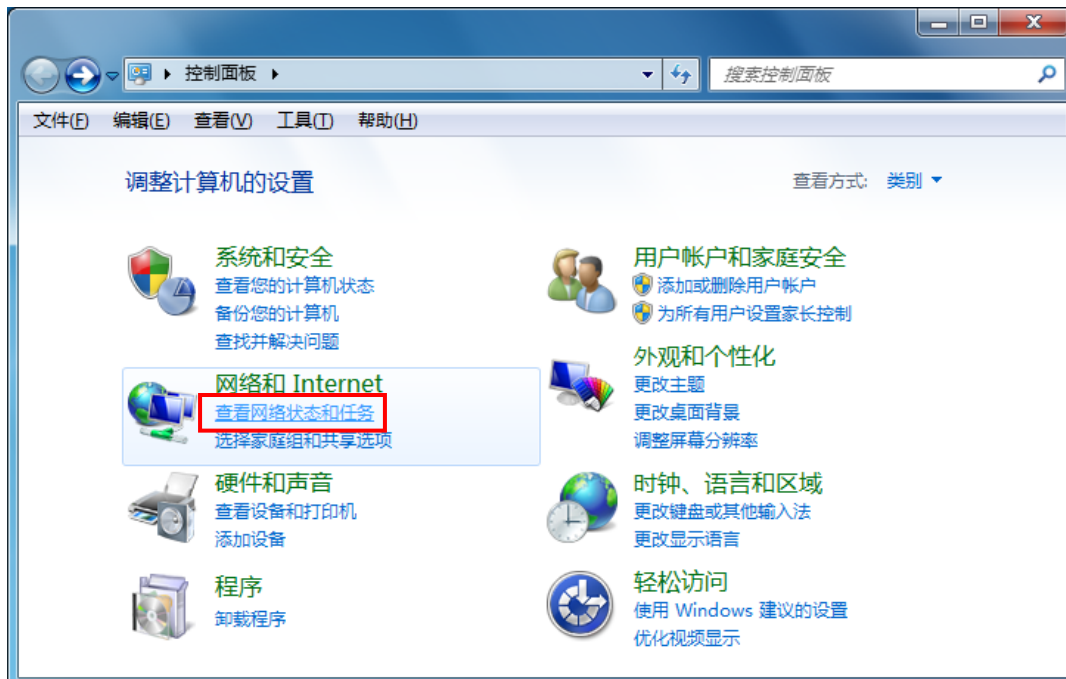 控制面板
搜索控制面板
文件(F) 编辑(E) 查看(V) 工具(T) 帮助(H)
调整计算机的设置
查看方式: 类别
系统和安全
查看您的计算机状态
备份您的计算机
查找并解决问题
网络和 Internet
查看网络状态和任务
选择家庭组和共享选项
硬件和声音
查看设备和打印机
添加设备
程序
卸载程序
用户帐户和家庭安全
添加或删除用户帐户
为所有用户设置家长控制
外观和个性化
更改主题
更改桌面背景
调整屏幕分辨率
时钟、语言和区域
更改键盘或其他输入法
更改显示语言
轻松访问
使用 Windows 建议的设置
优化视频显示